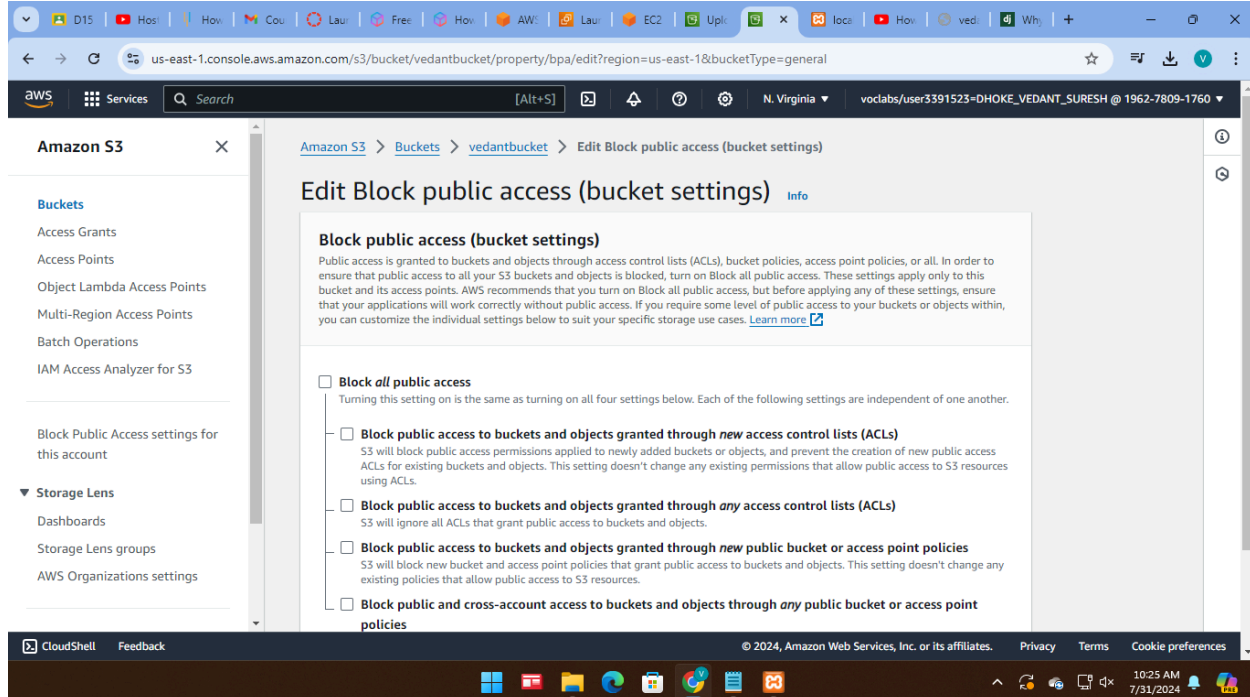 D15
Host
How
Cou
Laur
Free
How
AWS
Laur
EC2
Uplo
loca
How
veda
dj
Why
us-east-1.console.aws.amazon.com/s3/bucket/vedantbucket/property/bpa/edit?region=us-east-1&bucketType=general
V
aws
Services
Search
[Alt+S]
N. Virginia ▼
voclabs/user3391523=DHOKE_VEDANT_SURESH @ 1962-7809-1760 ▼
Amazon S3
Buckets
Access Grants
Access Points
Object Lambda Access Points
Multi-Region Access Points
Batch Operations
IAM Access Analyzer for S3
Block Public Access settings for
this account
▼ Storage Lens
Dashboards
Storage Lens groups
AWS Organizations settings
Amazon S3 > Buckets > vedantbucket > Edit Block public access (bucket settings)
Edit Block public access (bucket settings) Info
Block public access (bucket settings)
Public access is granted to buckets and objects through access control lists (ACLs), bucket policies, access point policies, or all. In order to
ensure that public access to all your S3 buckets and objects is blocked, turn on Block all public access. These settings apply only to this
bucket and its access points. AWS recommends that you turn on Block all public access, but before applying any of these settings, ensure
that your applications will work correctly without public access. If you require some level of public access to your buckets or objects within,
you can customize the individual settings below to suit your specific storage use cases. Learn more
Block all public access
Turning this setting on is the same as turning on all four settings below. Each of the following settings are independent of one another.
Block public access to buckets and objects granted through new access control lists (ACLs)
S3 will block public access permissions applied to newly added buckets or objects, and prevent the creation of new public access
ACLs for existing buckets and objects. This setting doesn't change any existing permissions that allow public access to S3 resources
using ACLs.
Block public access to buckets and objects granted through any access control lists (ACLs)
S3 will ignore all ACLs that grant public access to buckets and objects.
Block public access to buckets and objects granted through new public bucket or access point policies
S3 will block new bucket and access point policies that grant public access to buckets and objects. This setting doesn't change any
existing policies that allow public access to S3 resources.
Block public and cross-account access to buckets and objects through any public bucket or access point
policies
CloudShell
Feedback
© 2024, Amazon Web Services, Inc. or its affiliates.
Privacy
Terms
Cookie preferences
10:25 AM
7/31/2024
PRE